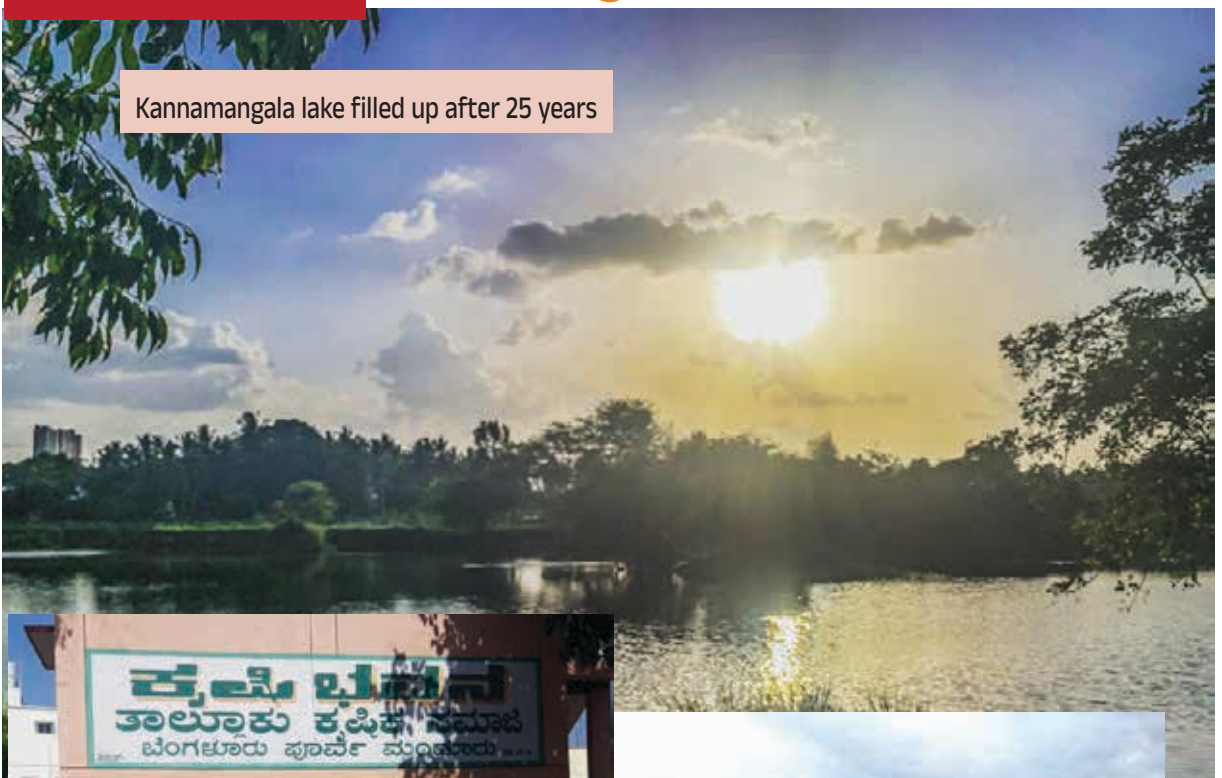 Kannamangala lake filled up after 25 years
ಕೃಷಿ ಭವನ
ತಾಲ್ಲೂಕು ಕೃಷಿಕ ಸಮಾಜ
ಬೆಂಗಳೂರು ಪೂರ್ವ ಮಂಡೂರು